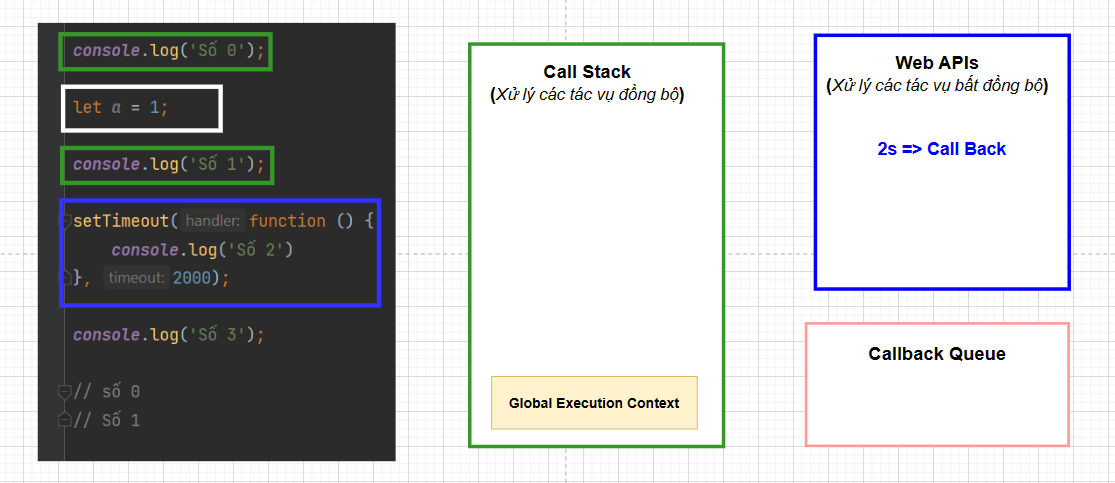 console.log('Số 0');
let a = 1;
console.log('Số 1');
setTimeout( handler: function () {
console.log('Số 2')
}, timeout: 2000);
console.log('Số 3');
// số 0
// Số 1
Call Stack
(Xử lý các tác vụ đồng bộ)
Global Execution Context
Web APIs
(Xử lý các tác vụ bất đồng bộ)
2s => Call Back
Callback Queue